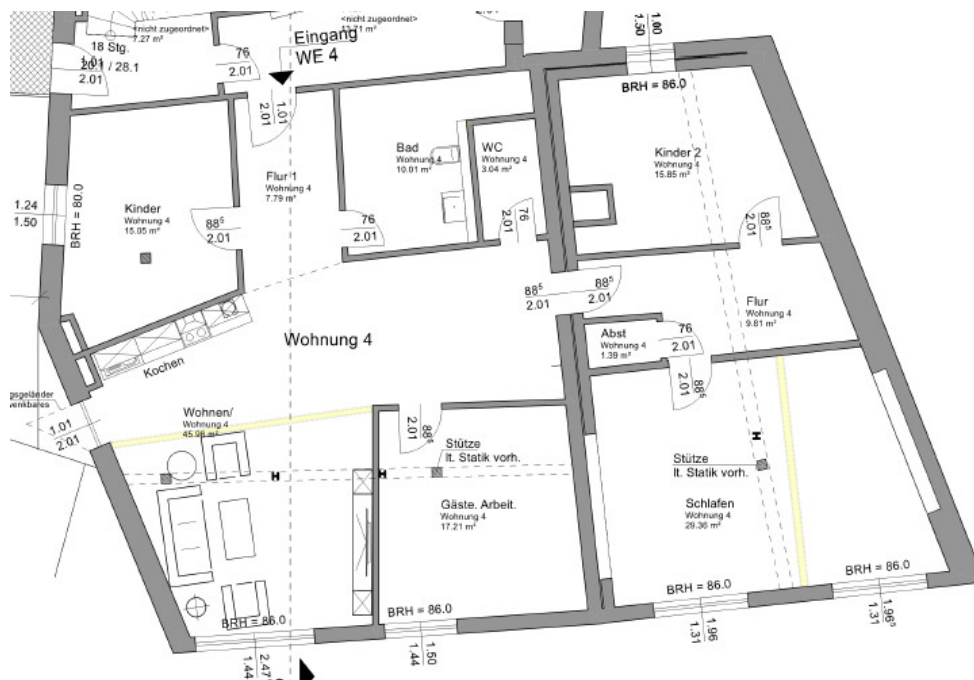 <nicht zugeordnet>
7.27 m²
18 Stg.
20.1 / 28.1
1.01
2.01
76
2.01
<nicht zugeordnet>
Eingang
WE 4
1.01
2.01
1.00
1.50
BRH = 86.0
Bad
Wohnung 4
10.01 m²
WC
Wohnung 4
3.04 m²
Kinder 2
Wohnung 4
15.85 m²
Flur 1
Wohnung 4
7.79 m²
Kinder
Wohnung 4
15.05 m²
1.24
1.50
BRH = 80.0
88⁵
2.01
76
2.01
76
2.01
88⁵
2.01
88⁵
2.01
88⁵
2.01
Flur
Wohnung 4
9.81 m²
Abst
Wohnung 4
1.39 m²
76
2.01
88⁵
2.01
Wohnung 4
Kochen
gsgeländer
wenkbares
1.01
2.01
Wohnen/
Wohnung 4
45.96 m²
88⁵
2.01
Stütze
lt. Statik vorh.
Gäste. Arbeit.
Wohnung 4
17.21 m²
Stütze
lt. Statik vorh.
Schlafen
Wohnung 4
29.36 m²
BRH = 86.0
BRH = 86.0
BRH = 86.0
BRH = 86.0
2.47
1.44
1.50
1.44
1.96
1.31
1.96⁵
1.31